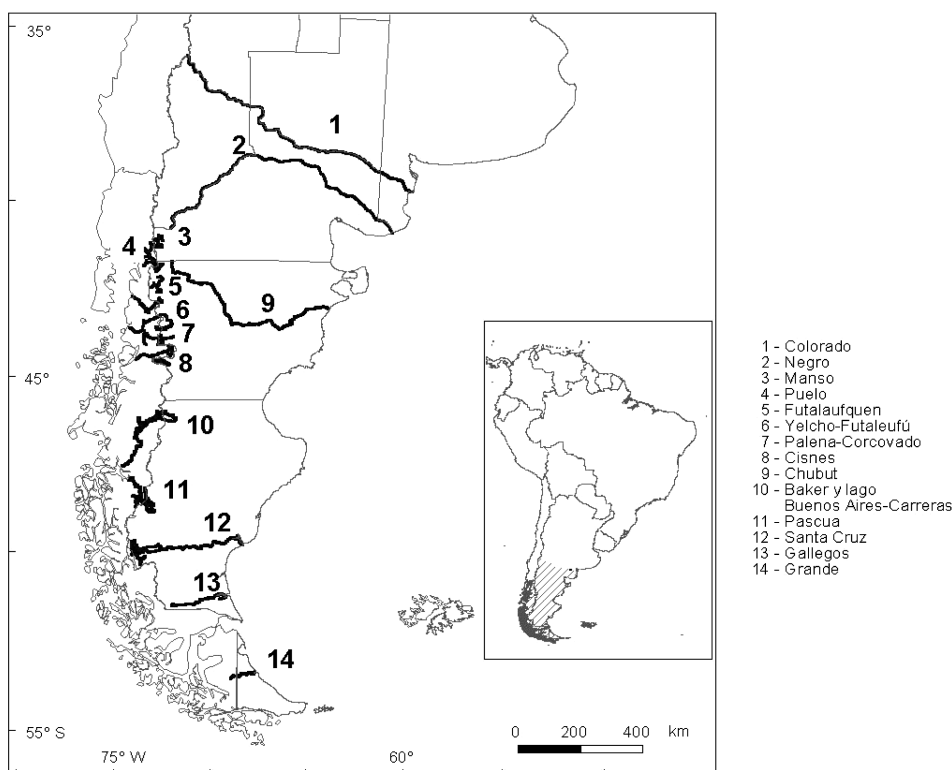 35°
1
2
3
4
5
6
9
7
8
45°
10
11
12
13
14
55° S
75° W
60°
0 200 400 km
1 - Colorado
2 - Negro
3 - Manso
4 - Puelo
5 - Futalaufquen
6 - Yelcho-Futaleufú
7 - Palena-Corcovado
8 - Cisnes
9 - Chubut
10 - Baker y lago
Buenos Aires-Carreras
11 - Pascua
12 - Santa Cruz
13 - Gallegos
14 - Grande